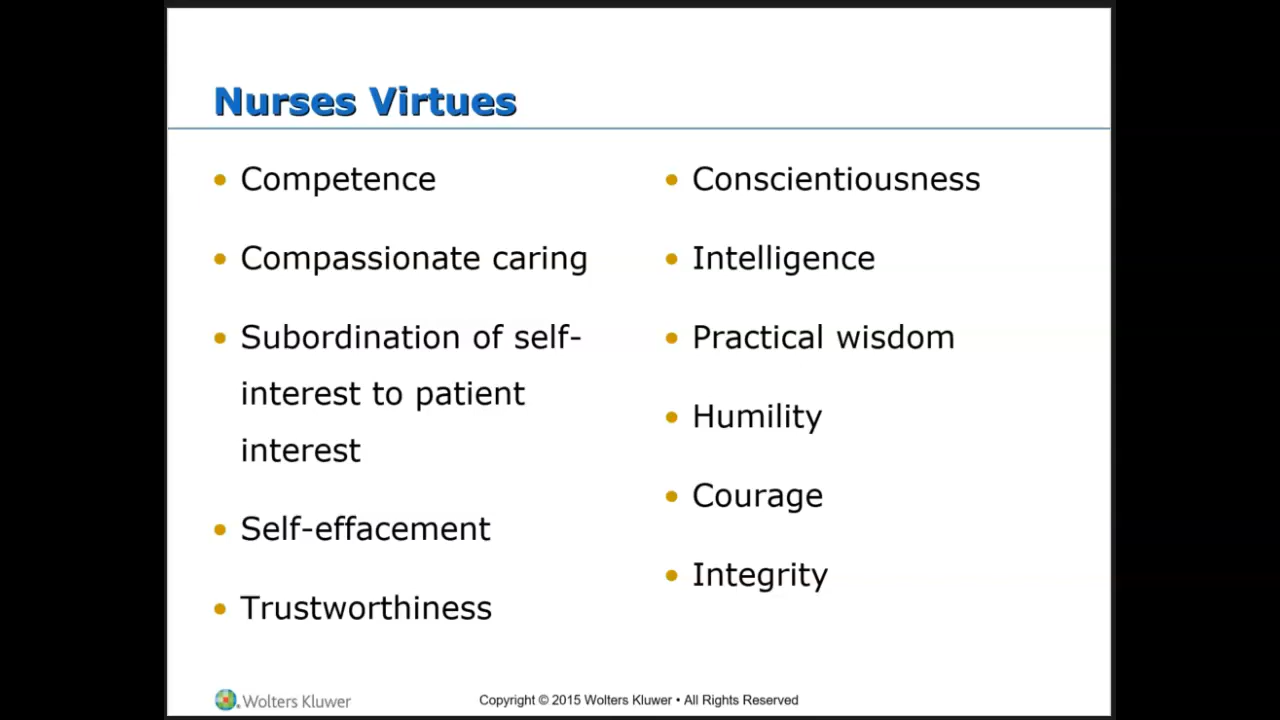 Nurses Virtues
• Competence
• Compassionate caring
• Subordination of self-
interest to patient
interest
• Self-effacement
• Trustworthiness
• Conscientiousness
• Intelligence
• Practical wisdom
• Humility
• Courage
• Integrity
Wolters Kluwer
Copyright © 2015 Wolters Kluwer • All Rights Reserved